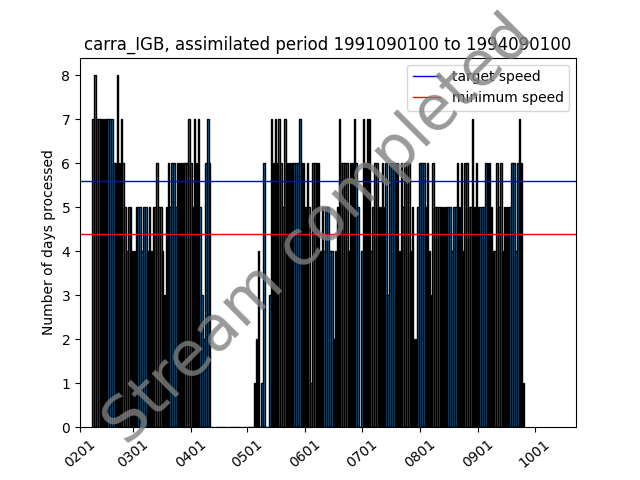 carra_IGB, assimilated period 1991090100 to 1994090100
target speed
minimum speed
Number of days processed
8
7
6
5
4
3
2
1
0
0201 0301 0401 0501 0601 0701 0801 0901 1001
Stream completed